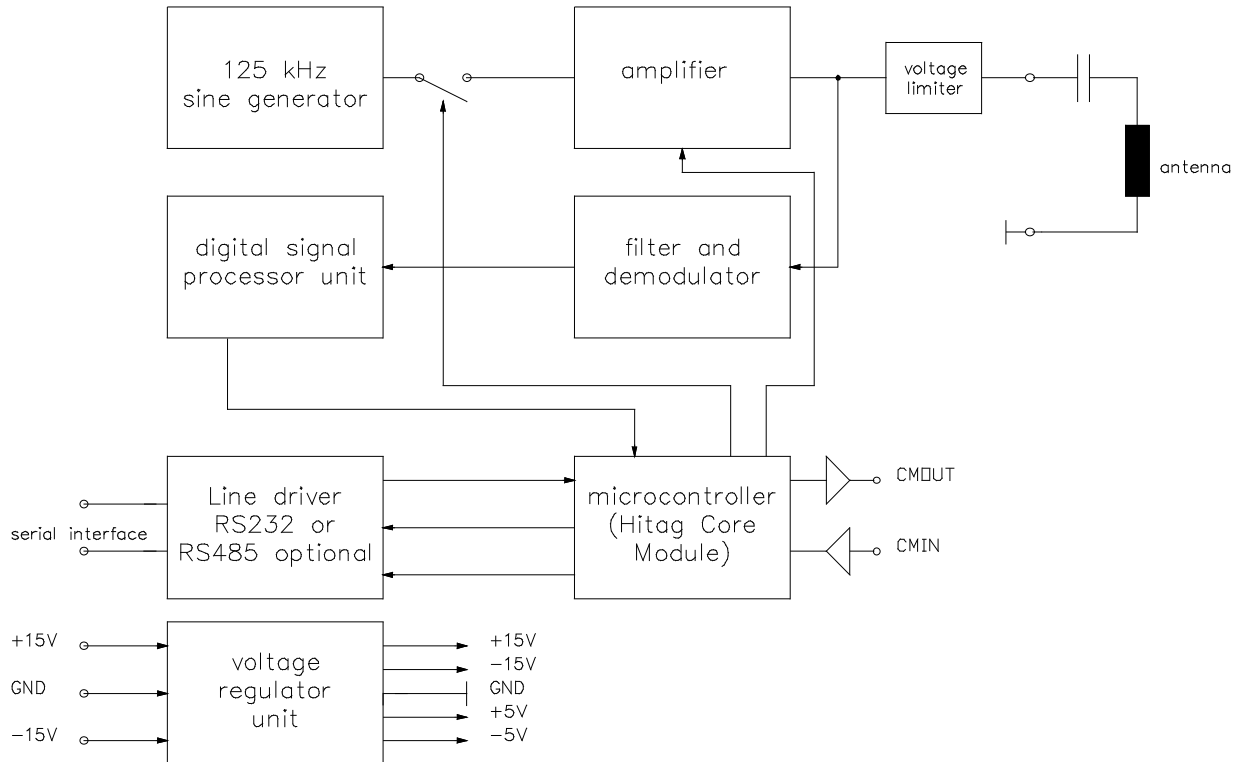 125 kHz
sine generator
amplifier
voltage
limiter
antenna
digital signal
processor unit
filter and
demodulator
serial interface
Line driver
RS232 or
RS485 optional
microcontroller
(Hitag Core
Module)
CMOUT
CMIN
+15V
GND
-15V
voltage
regulator
unit
+15V
-15V
GND
+5V
-5V